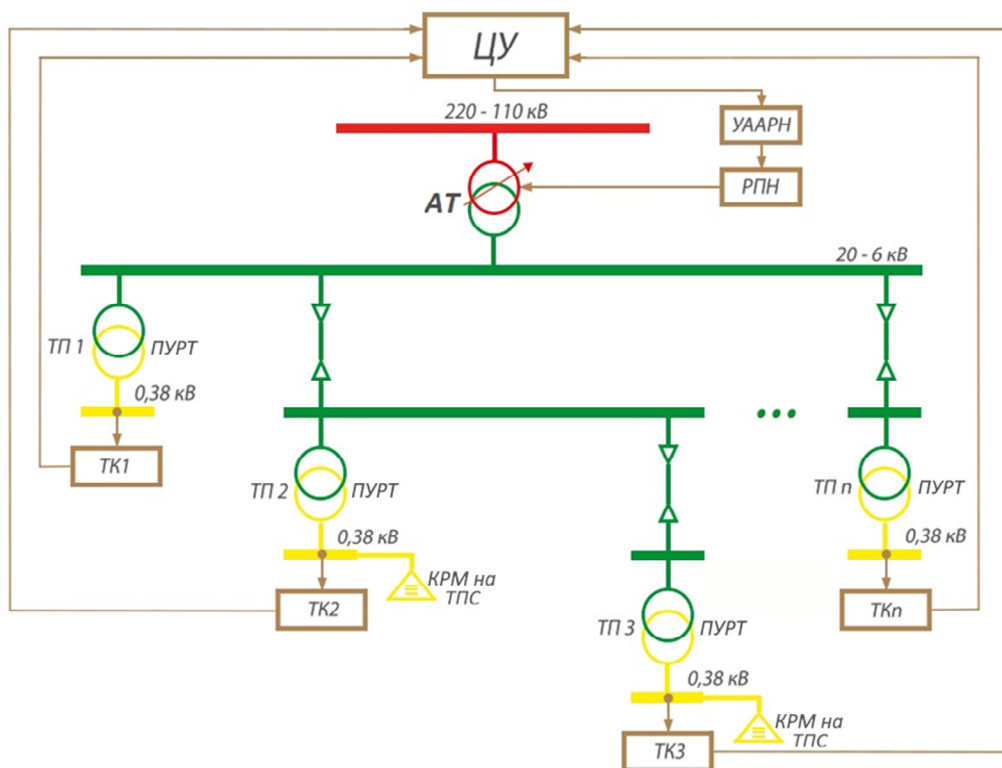 ЦУ
220 - 110 кВ
УААРН
РПН
АТ
20 - 6 кВ
ТП 1
ПУРТ
0,38 кВ
ТК1
ТП 2
ПУРТ
0,38 кВ
КРМ на
ТПС
ТК2
ТП 3
ПУРТ
0,38 кВ
КРМ на
ТПС
ТК3
...
ТП n
ПУРТ
0,38 кВ
ТКn